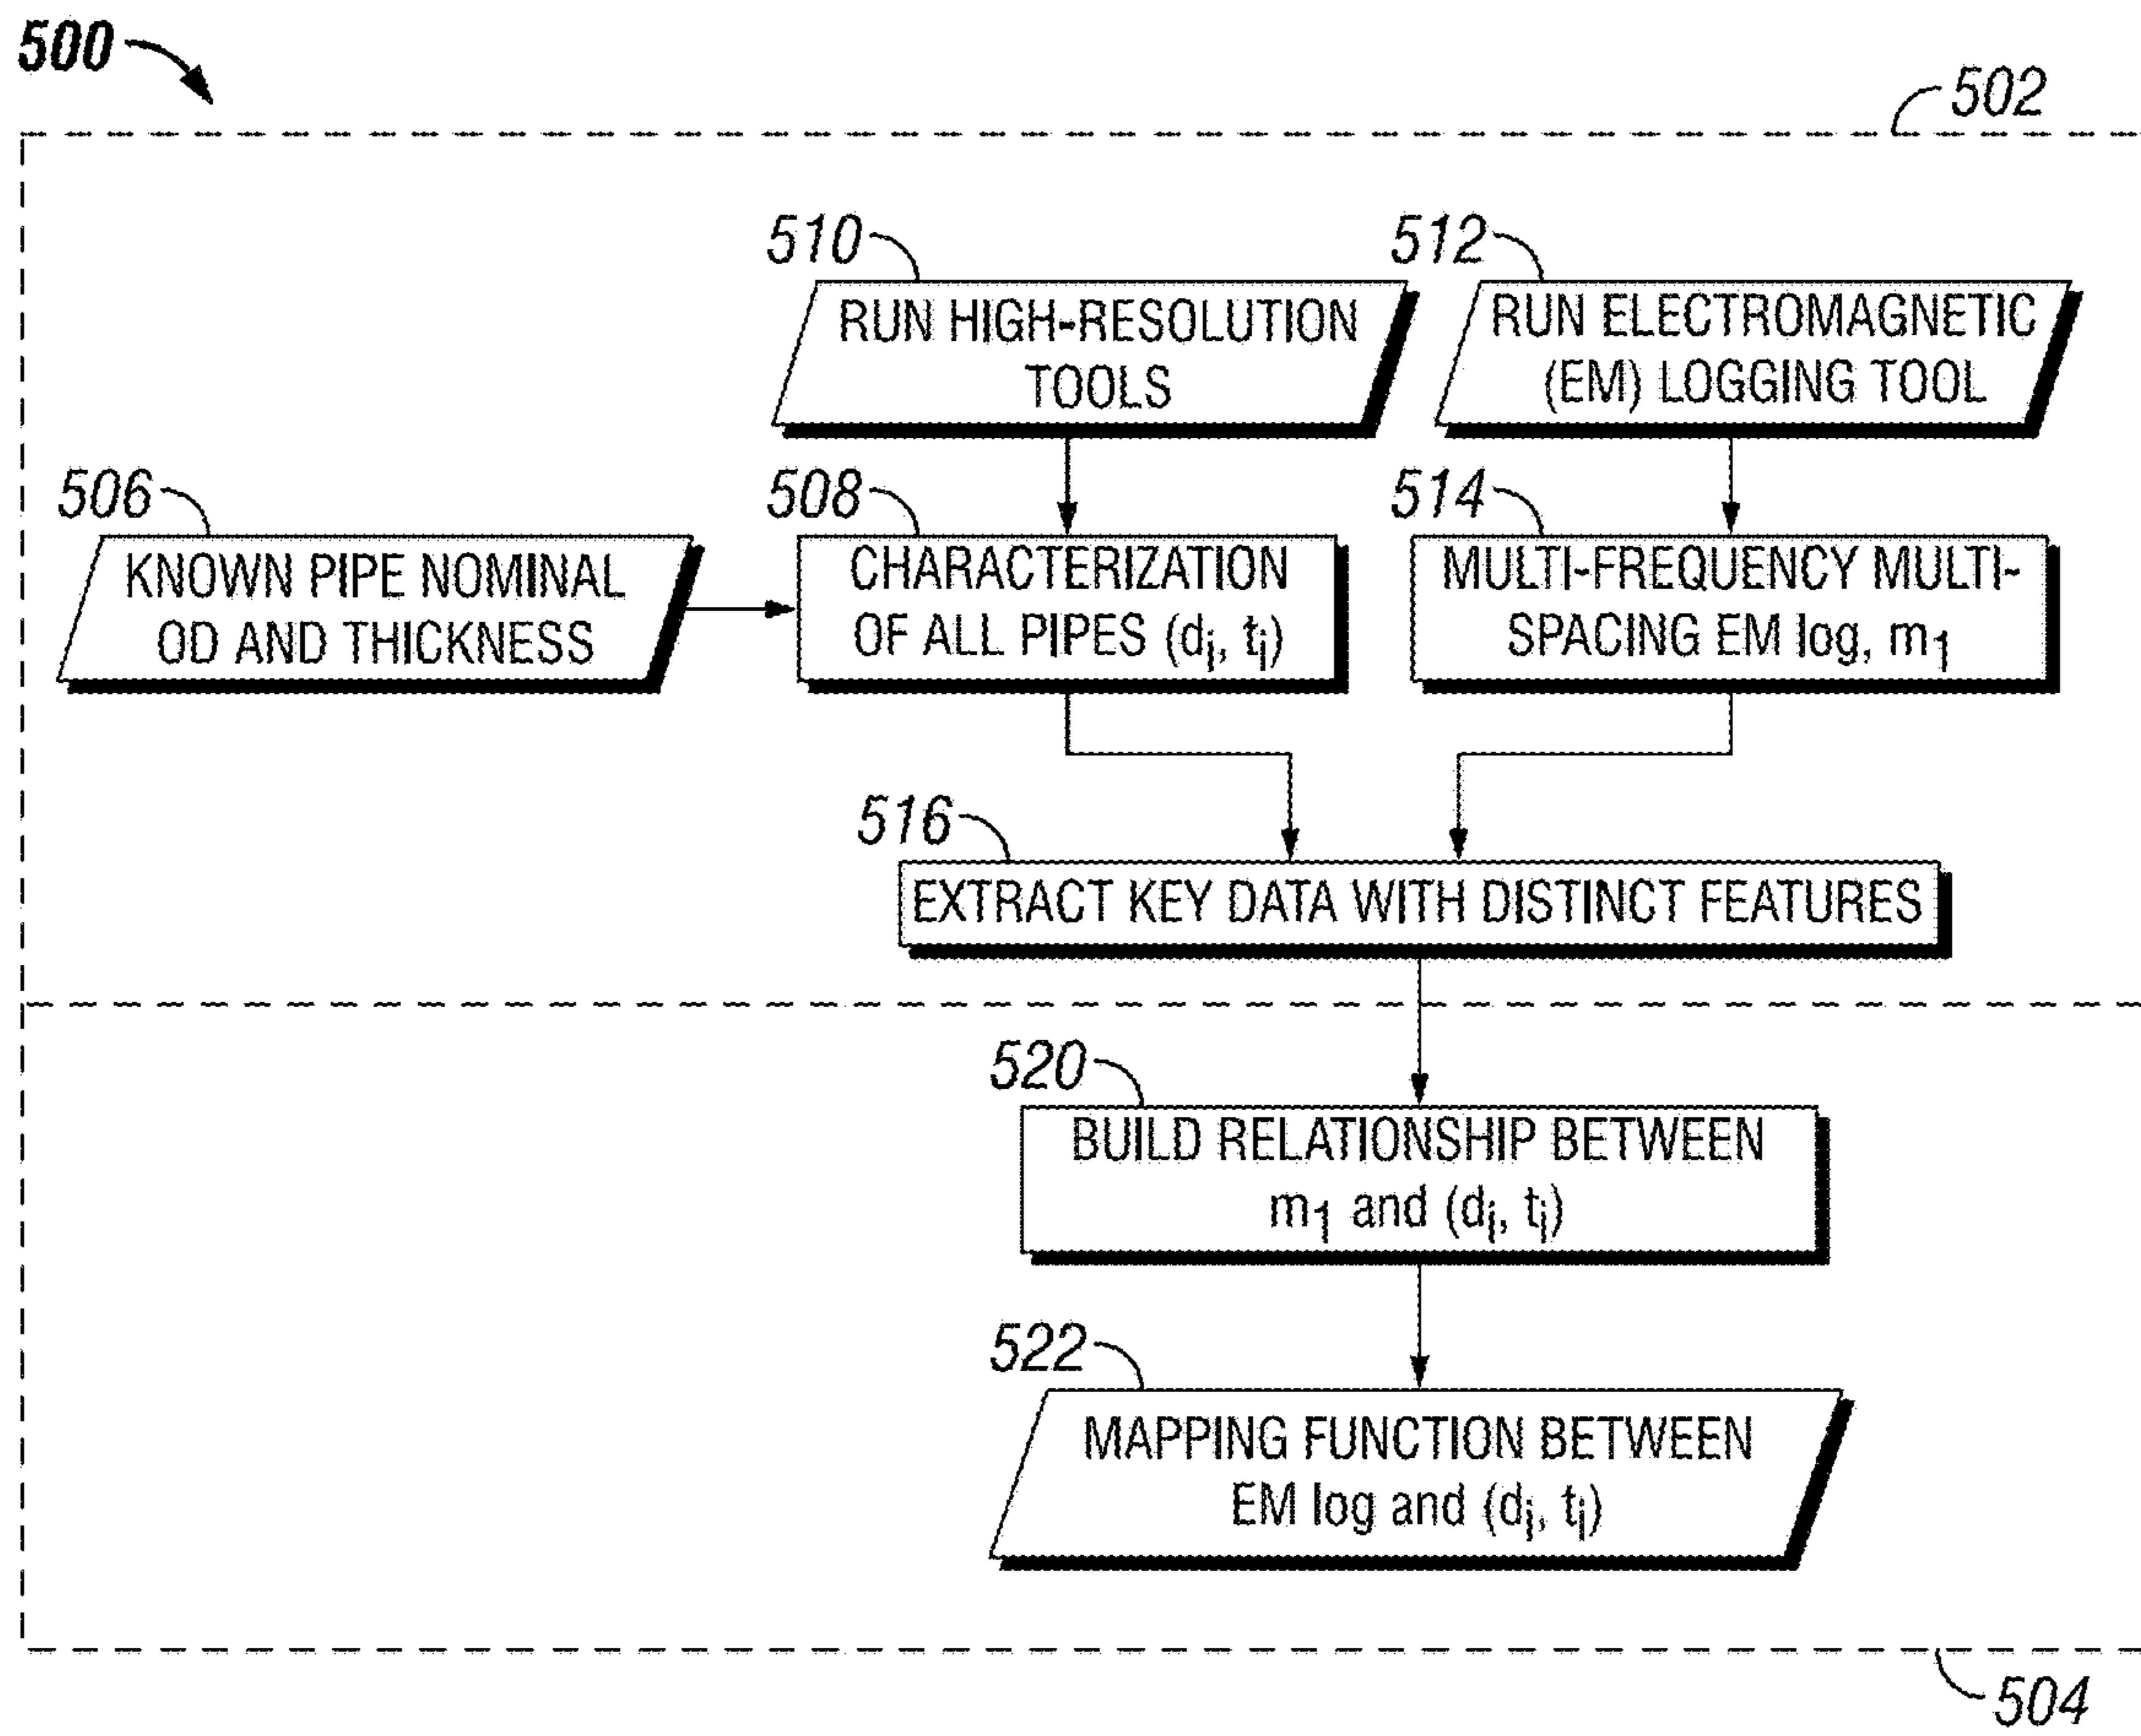 500
502
510
512
RUN HIGH-RESOLUTION
TOOLS
RUN ELECTROMAGNETIC
(EM) LOGGING TOOL
506
508
514
KNOWN PIPE NOMINAL
OD AND THICKNESS
CHARACTERIZATION
OF ALL PIPES (di, ti)
MULTI-FREQUENCY MULTI-
SPACING EM log, m1
516
EXTRACT KEY DATA WITH DISTINCT FEATURES
520
BUILD RELATIONSHIP BETWEEN
m1 and (di, ti)
522
MAPPING FUNCTION BETWEEN
EM log and (di, ti)
504